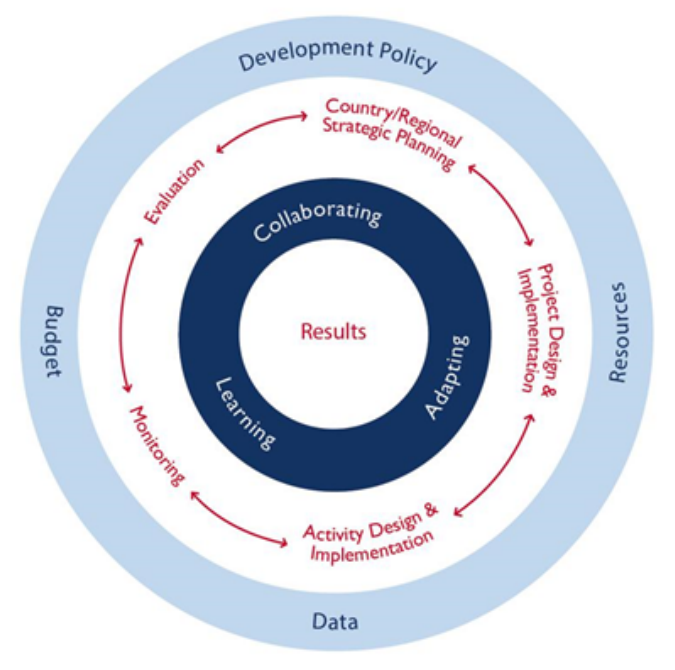 Development Policy
Country/Regional
Strategic Planning
Evaluation
Collaborating
Project Design &
Implementation
Budget
Results
Resources
Adapting
Learning
Monitoring
Activity Design &
Implementation
Data